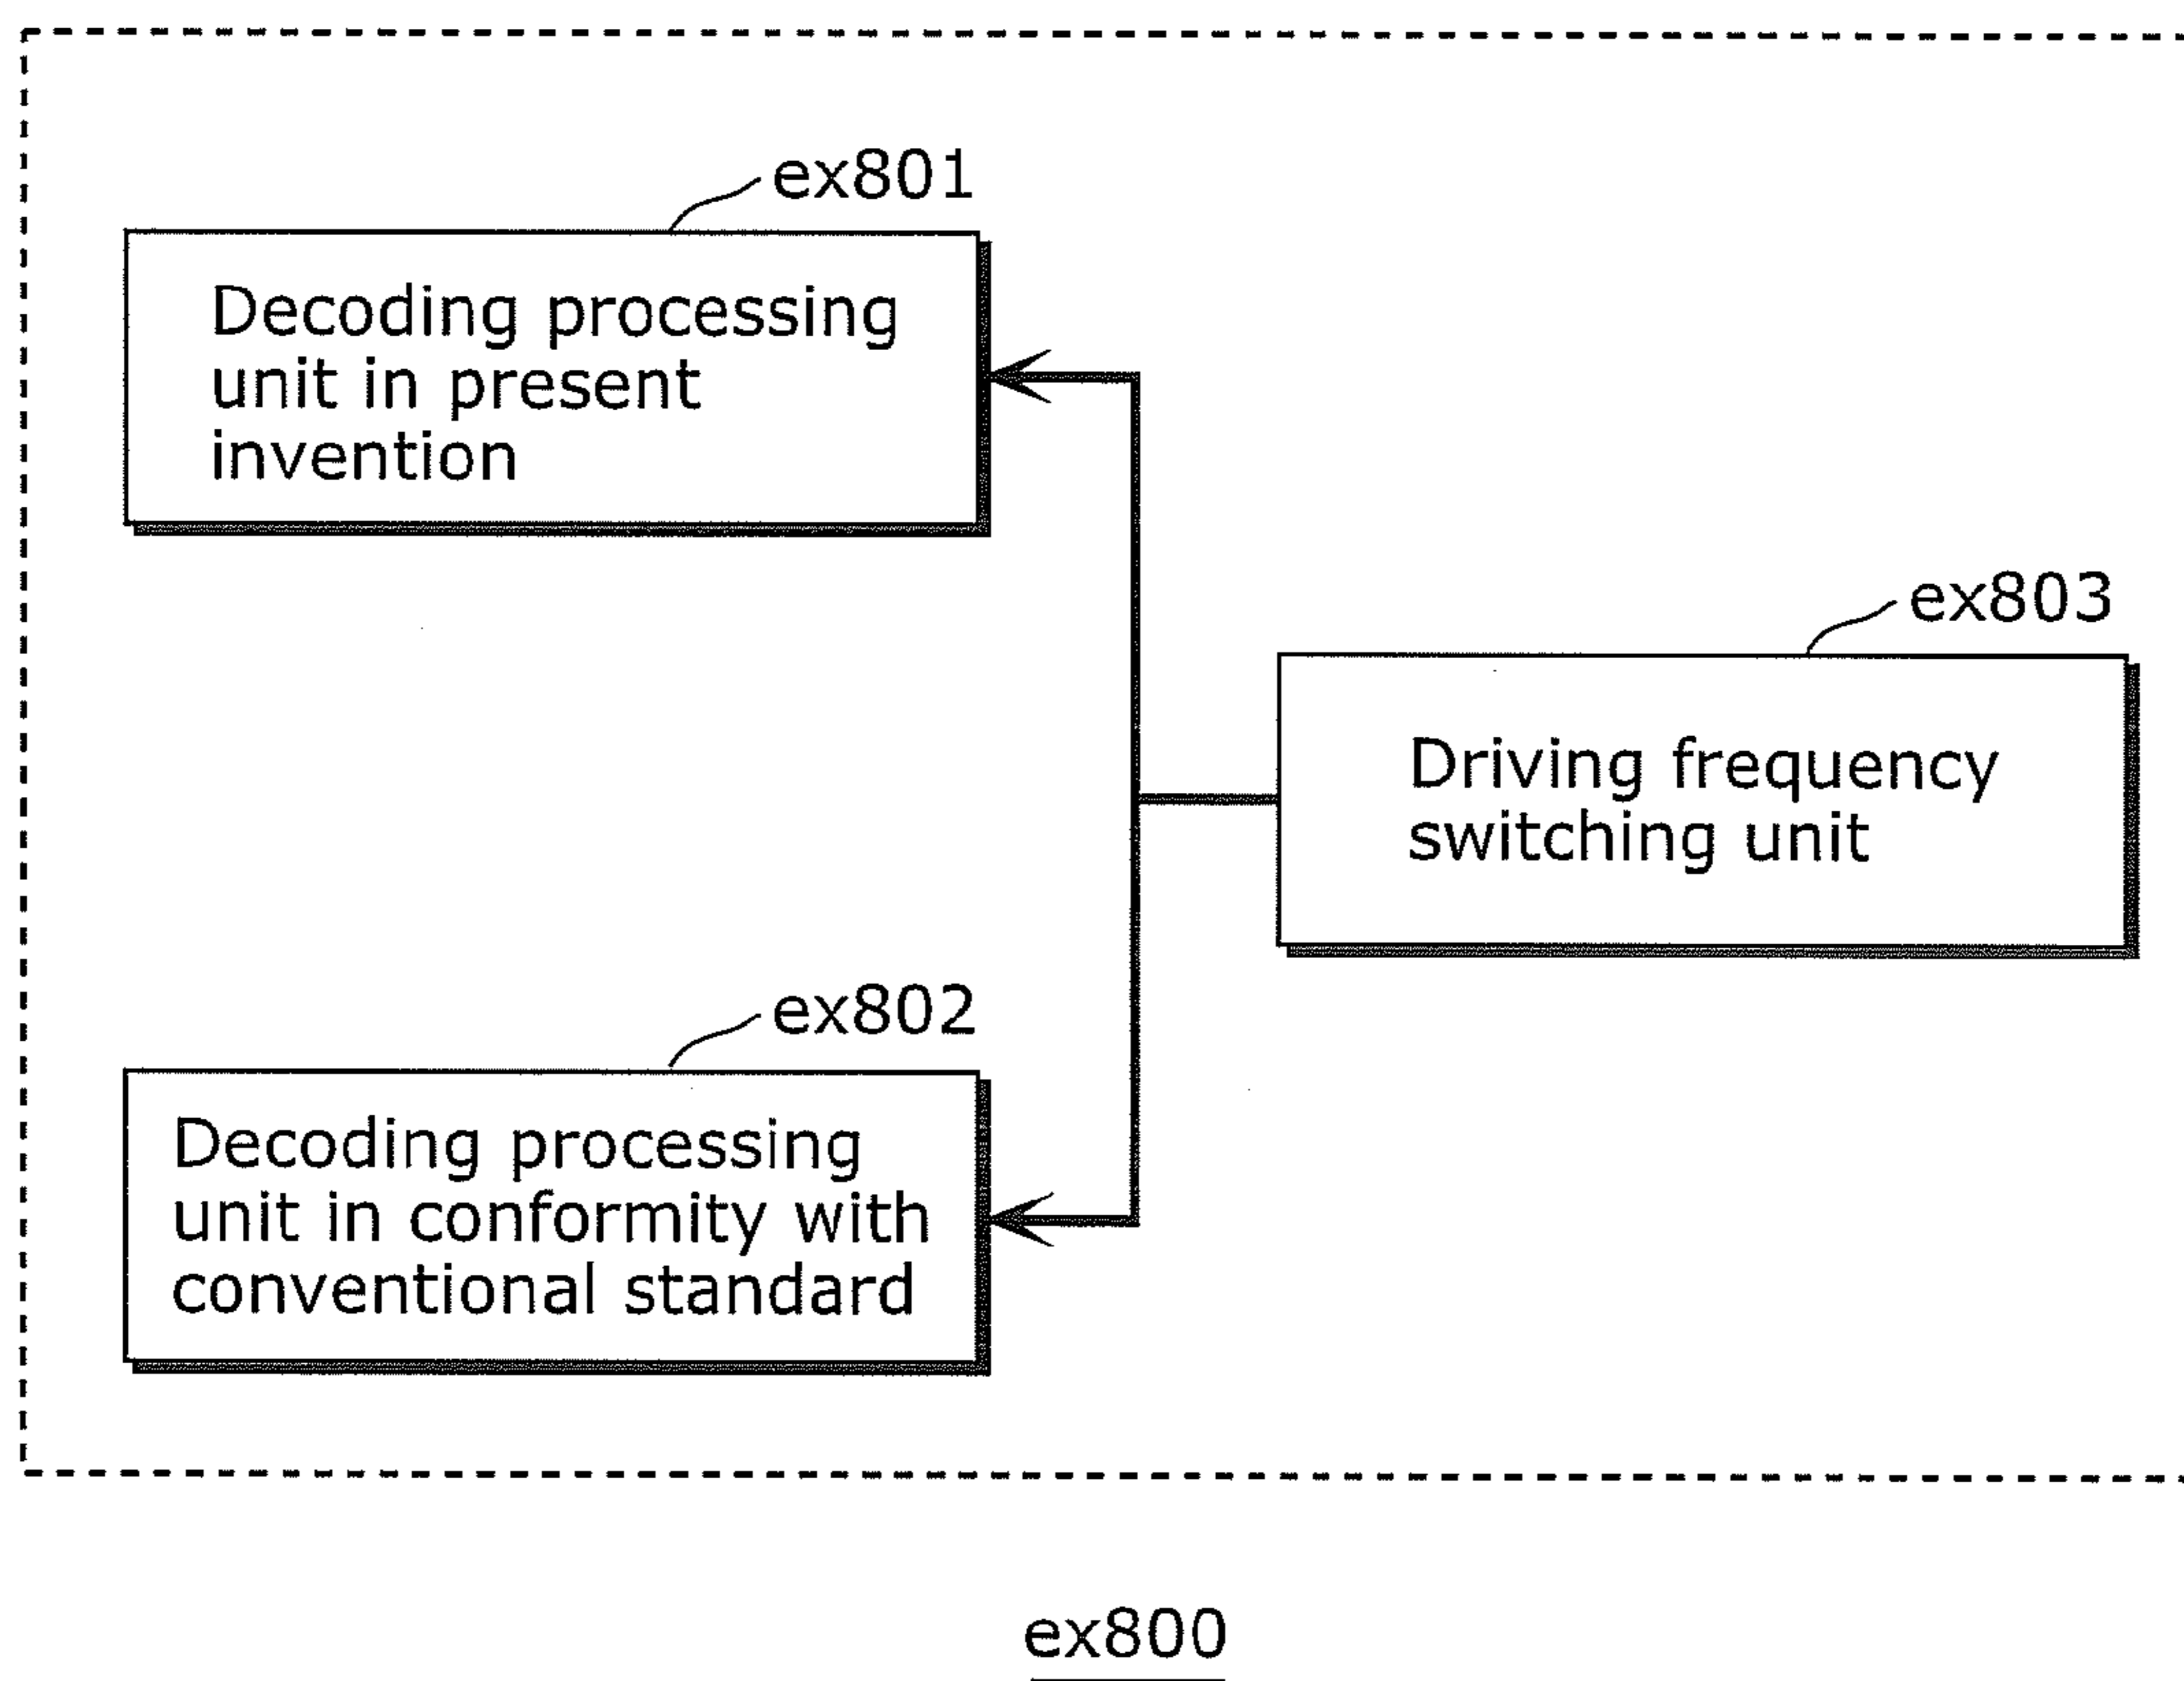 ex801
Decoding processing
unit in present
invention
ex803
Driving frequency
switching unit
ex802
Decoding processing
unit in conformity with
conventional standard
ex800